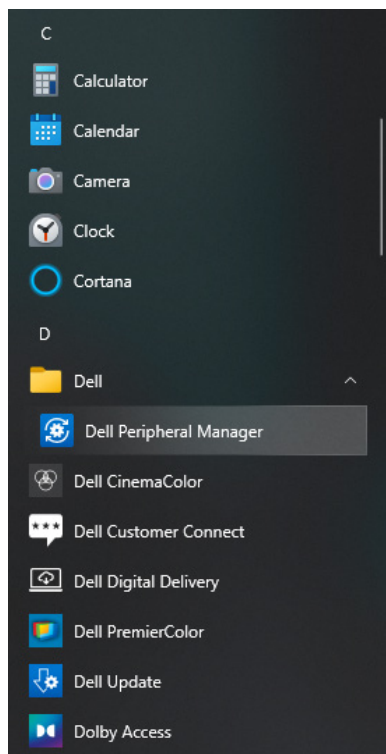 C
Calculator
Calendar
Camera
Clock
Cortana
D
Dell
Dell Peripheral Manager
Dell CinemaColor
Dell Customer Connect
Dell Digital Delivery
Dell PremierColor
Dell Update
Dolby Access